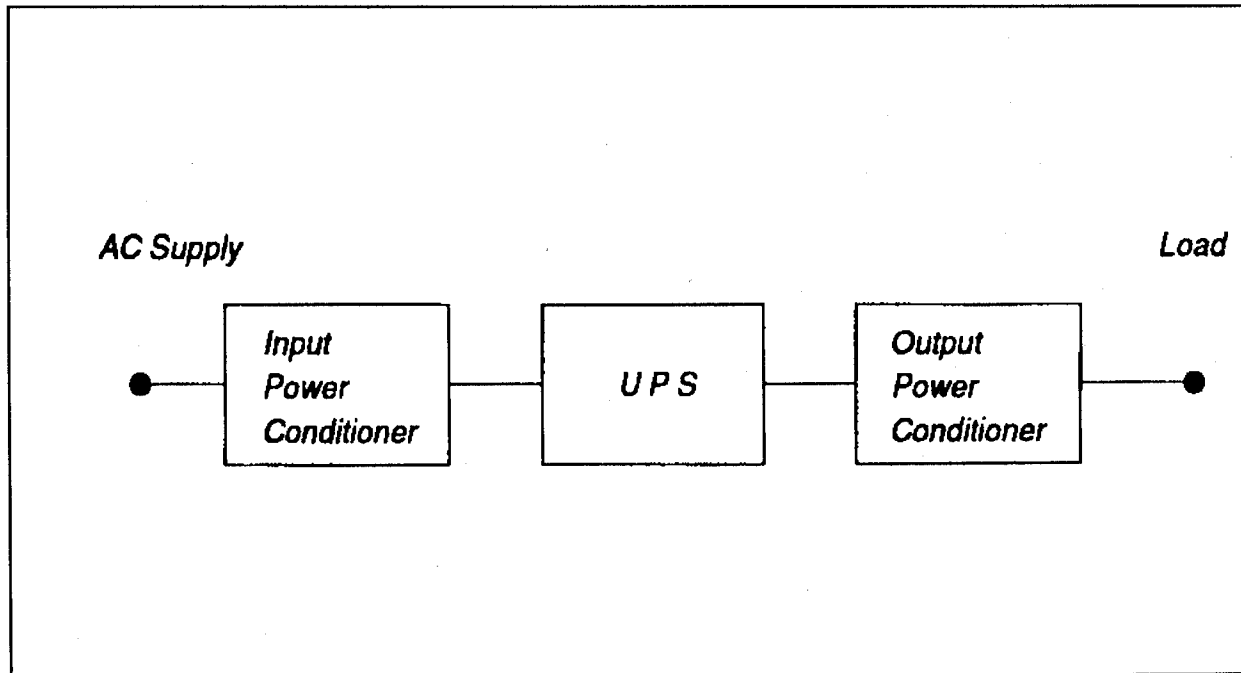 AC Supply
Load
Input
Power
Conditioner
U P S
Output
Power
Conditioner